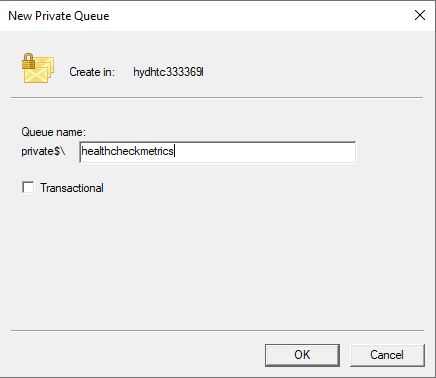 New Private Queue
Create in: hydhtc333369l
Queue name:
private$\ healthcheckmetrics
Transactional
OK Cancel